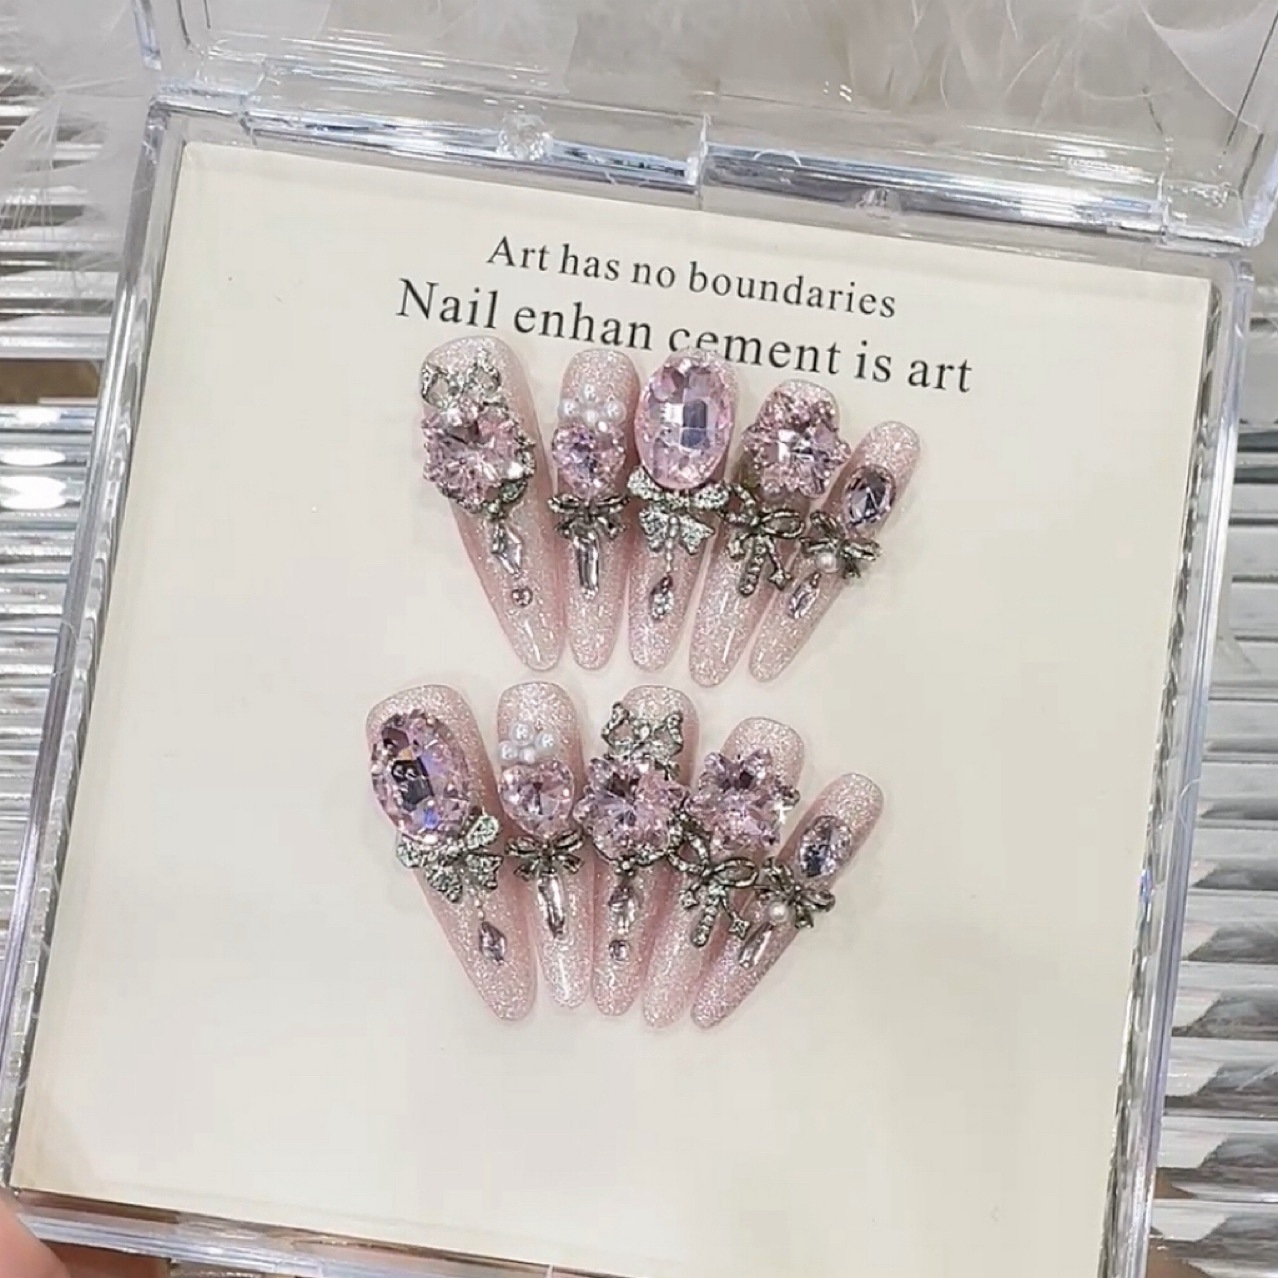 Art has no boundaries
Nail enhan cement is art